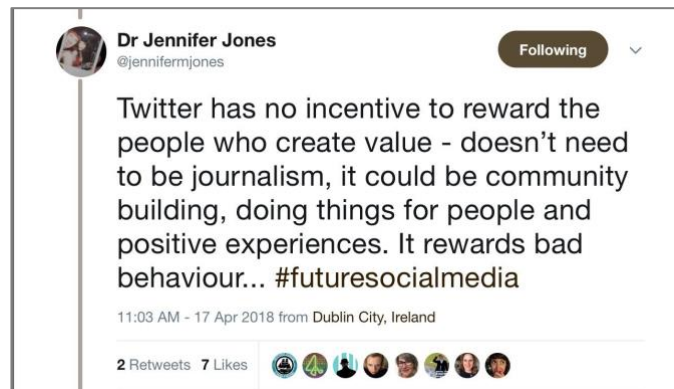 Dr Jennifer Jones
@jennifermjones
Following
Twitter has no incentive to reward the
people who create value - doesn’t need
to be journalism, it could be community
building, doing things for people and
positive experiences. It rewards bad
behaviour... #futuresocialmedia
11:03 AM - 17 Apr 2018 from Dublin City, Ireland
2 Retweets 7 Likes